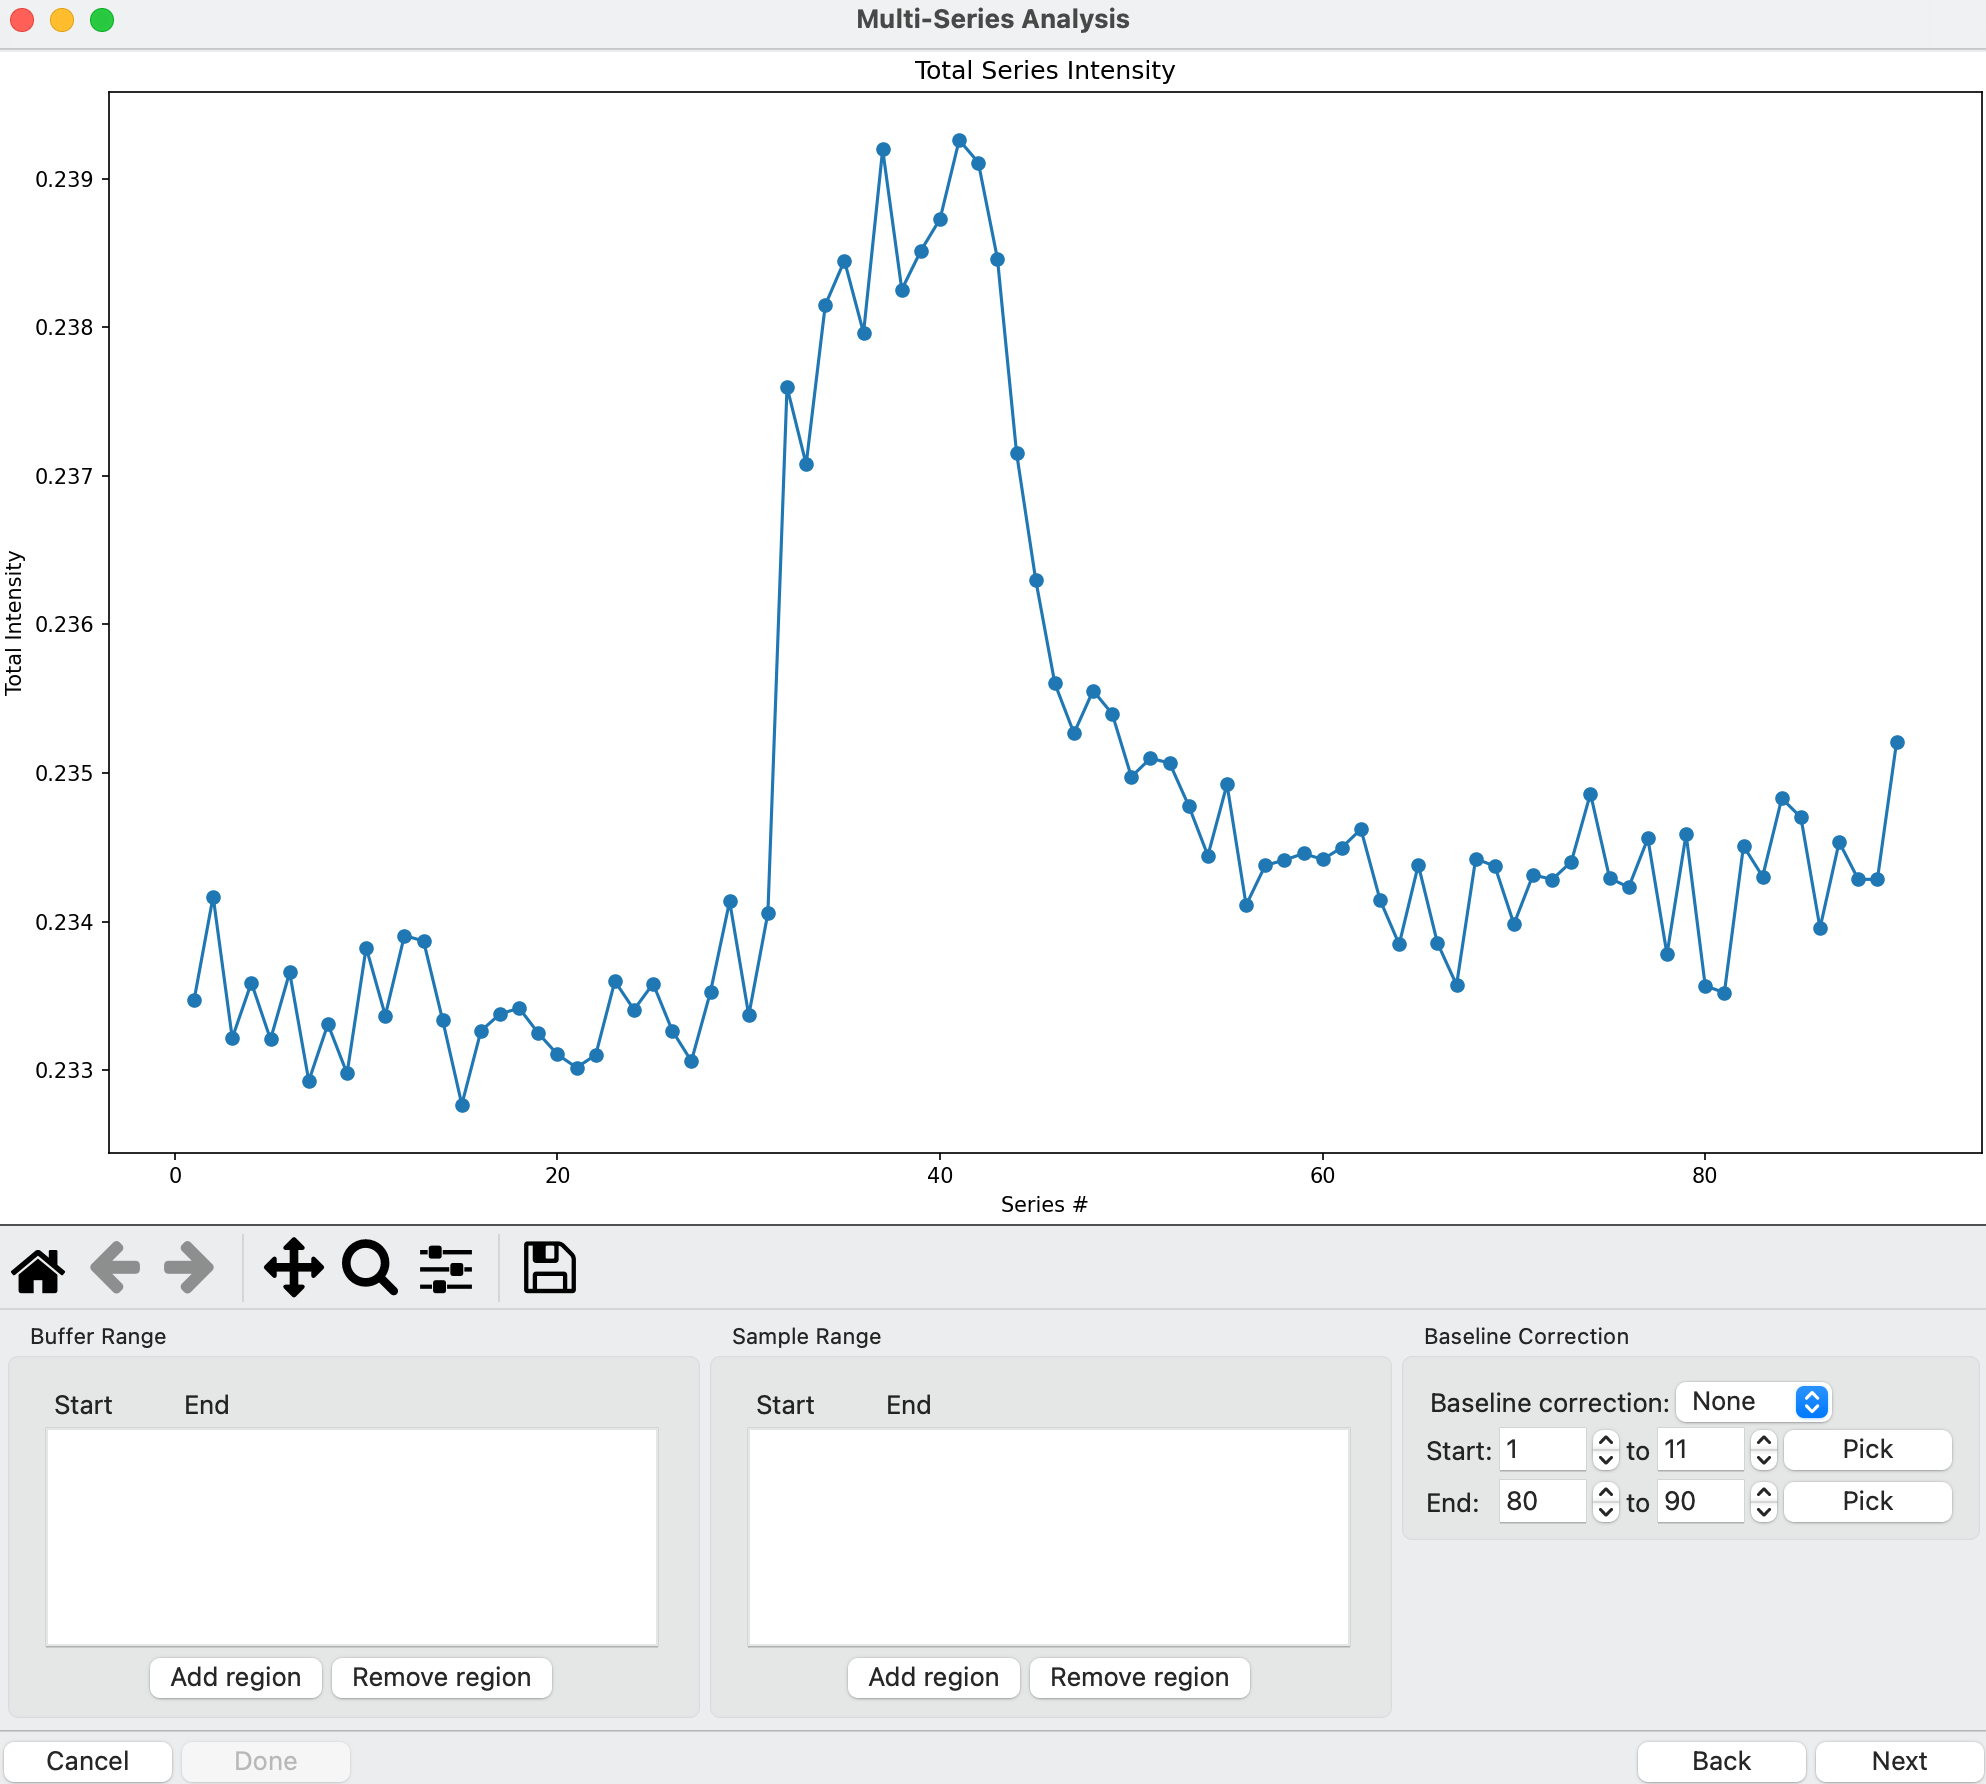 Multi-Series Analysis
Total Series Intensity
0.239
0.238
0.237
0.236
0.235
0.234
0.233
Total Intensity
0 20 40 60 80
Series #
Buffer Range
Start End
Add region Remove region
Sample Range
Start End
Add region Remove region
Baseline Correction
Baseline correction: None
Start: 1 to 11 Pick
End: 80 to 90 Pick
Cancel Done Back Next